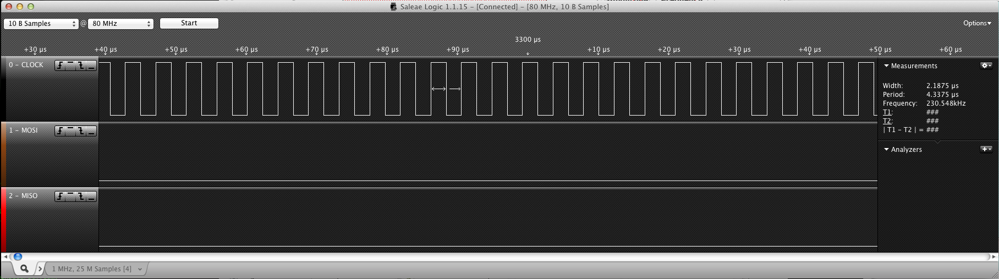 Saleae Logic 1.1.15 – [Connected] – [80 MHz, 10 B Samples]
10 B Samples @ 80 MHz Start Options
3300 µs
+30 µs +40 µs +50 µs +60 µs +70 µs +80 µs +90 µs +10 µs +20 µs +30 µs +40 µs +50 µs +60 µs
0 – CLOCK
Measurements
Width: 2.1875 µs
Period: 4.3375 µs
Frequency: 230.548kHz
T1: ###
T2: ###
| T1 – T2 | = ###
1 – MOSI
Analyzers
2 – MISO
1 MHz, 25 M Samples [4]